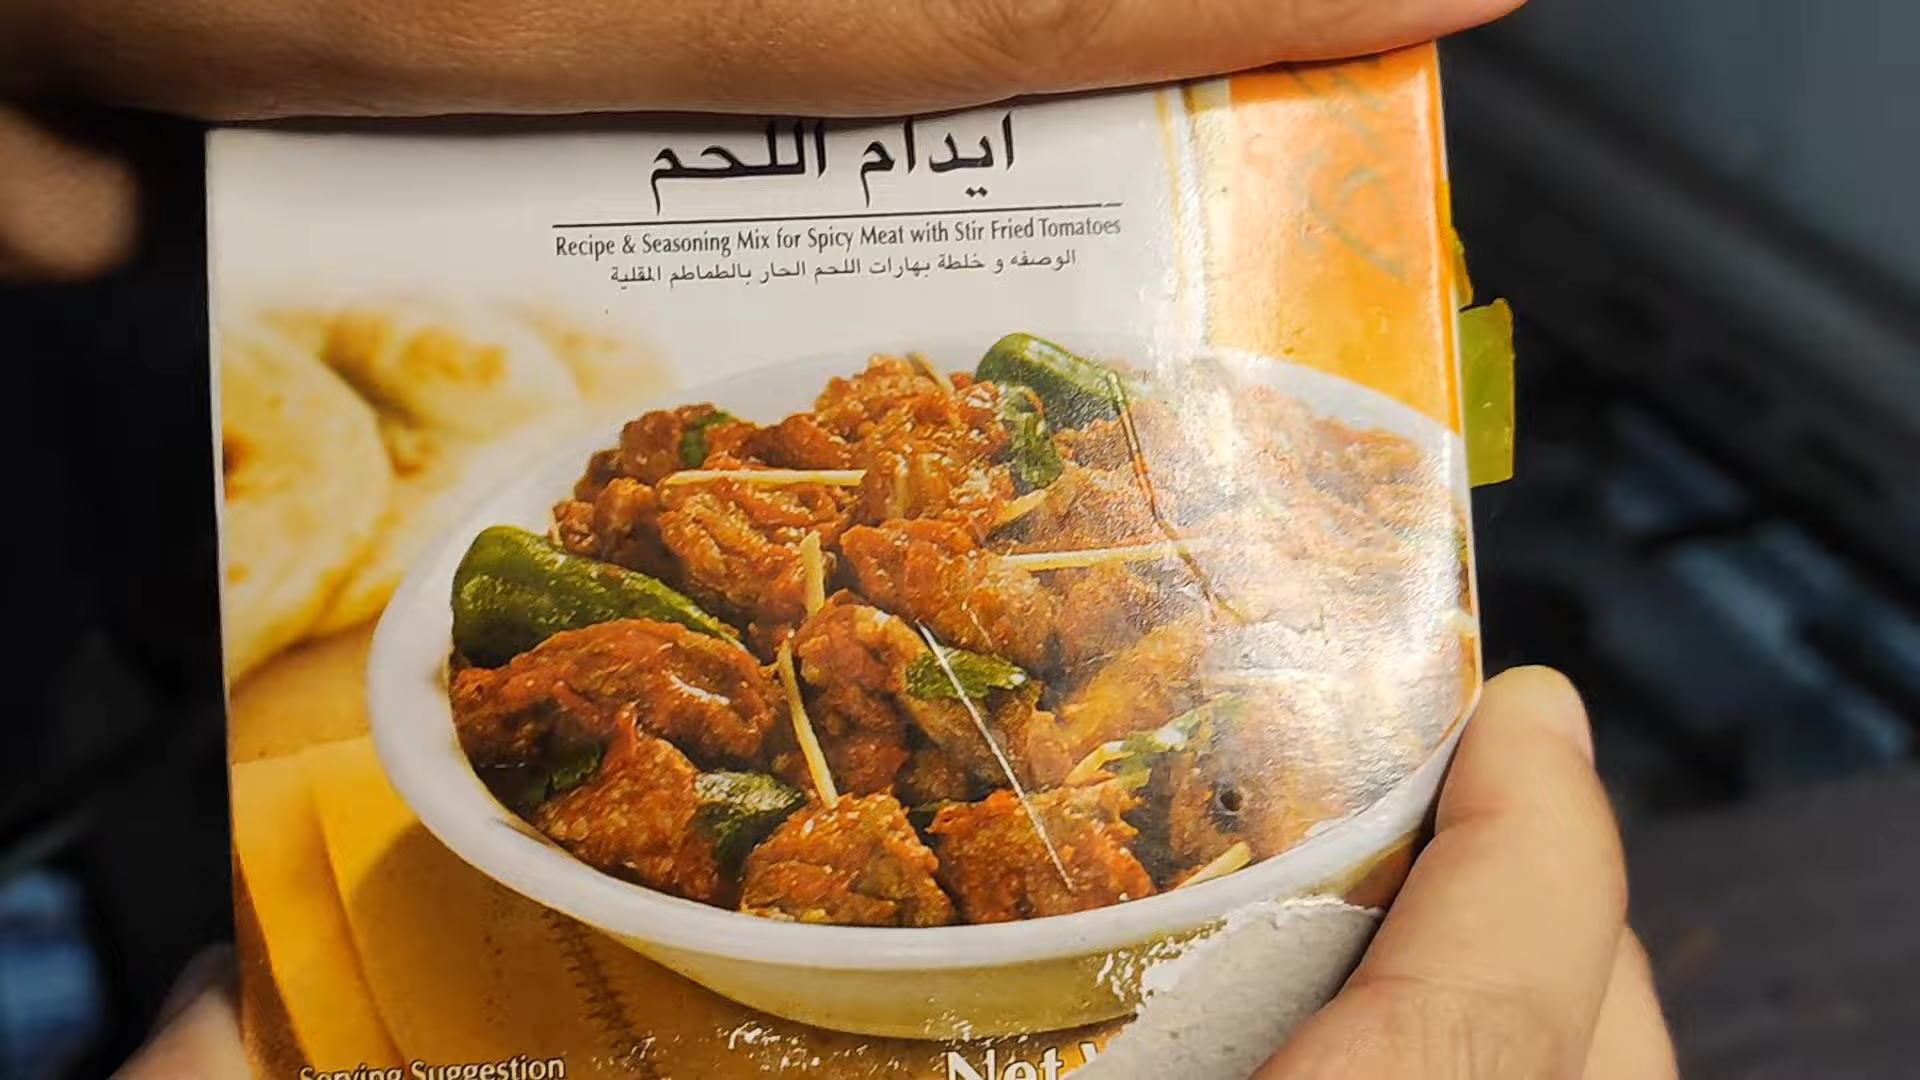 ايدام اللحم
Recipe & Seasoning Mix for Spicy Meat with Stir Fried Tomatoes
الوصفه و خلطة بهارات اللحم الحار بالطماطم المقلية
Serving Suggestion
Net